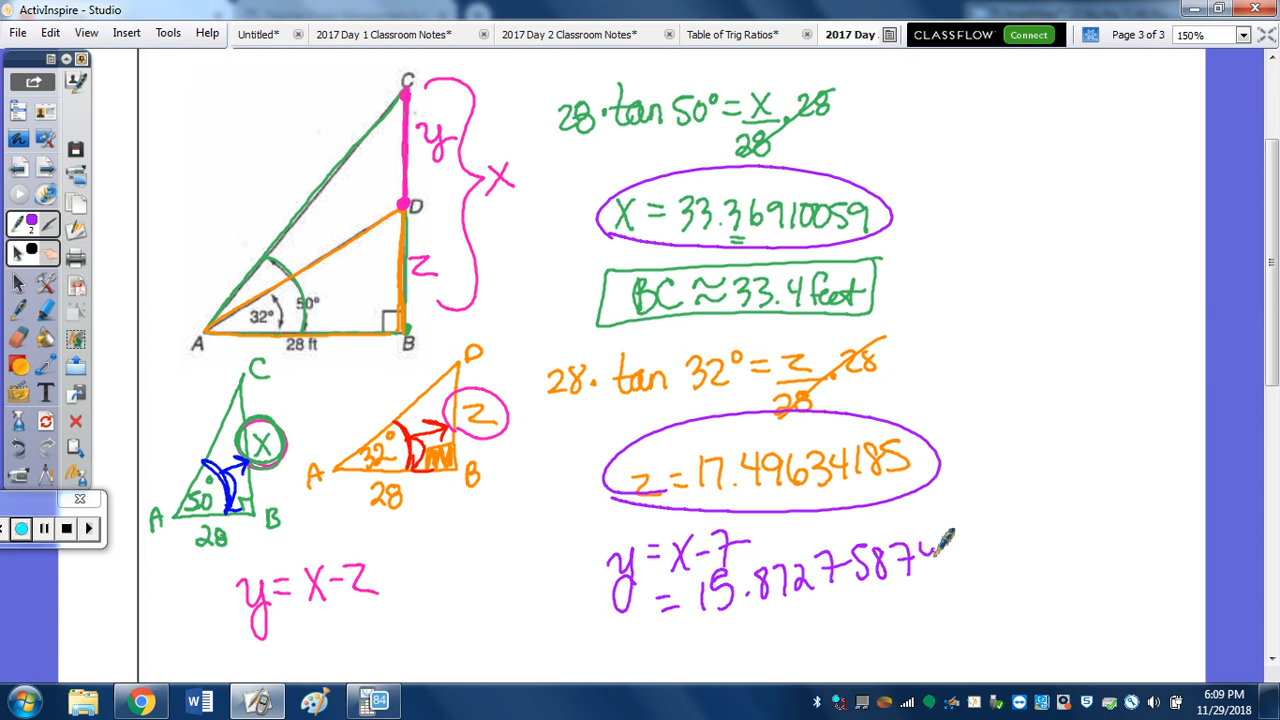 ActivInspire - Studio
File Edit View Insert Tools Help
Untitled* 2017 Day 1 Classroom Notes* 2017 Day 2 Classroom Notes* Table of Trig Ratios* 2017 Day
CLASSFLOW Connect
Page 3 of 3 150%
2
C
y
X
D
z
50°
32°
A 28 ft B
28 · tan 50° = X/28 · 28
X = 33.36910059
BC ≈ 33.4 feet
28 · tan 32° = z/28 · 28
z = 17.49634185
y = X - 7
= 15.87275874
C
X
50°
A 28 B
D
z
32°
A 28 B
y = X - Z
84
6:09 PM
11/29/2018